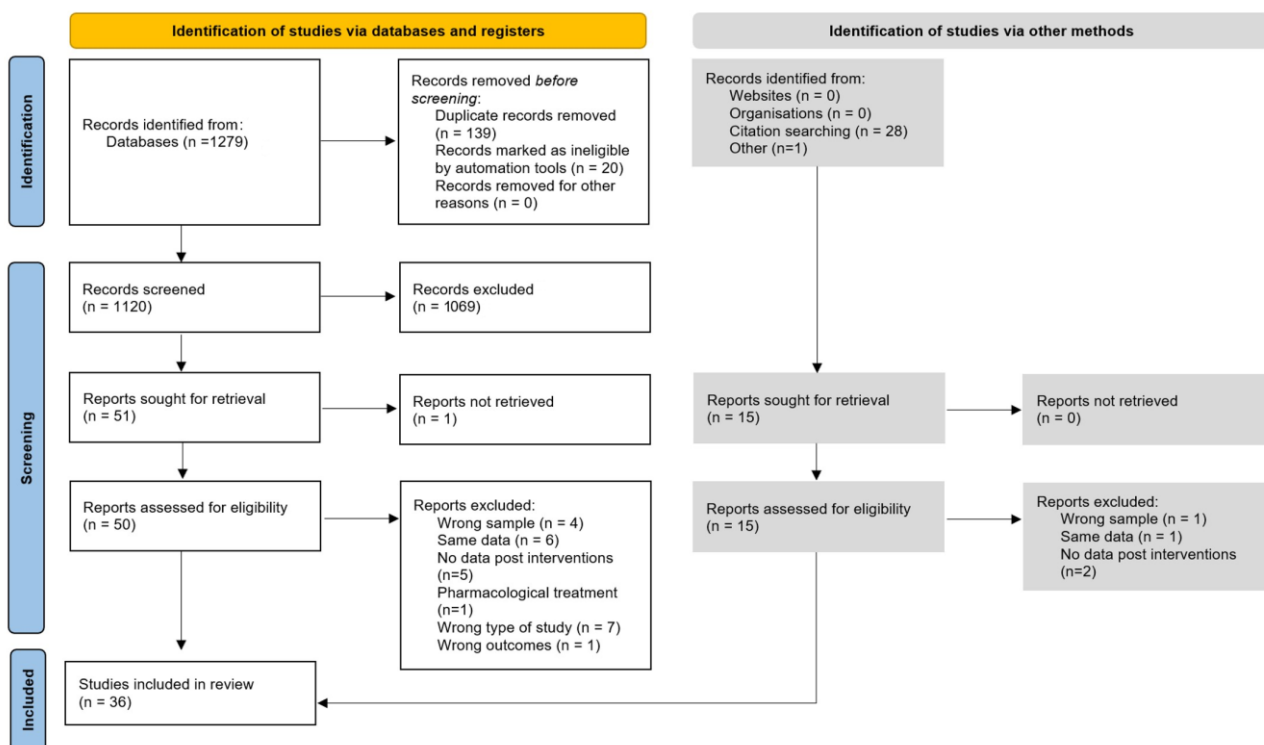 Identification of studies via databases and registers
Identification of studies via other methods
Identification
Records identified from:
Databases (n =1279)
Records removed before
screening:
Duplicate records removed
(n = 139)
Records marked as ineligible
by automation tools (n = 20)
Records removed for other
reasons (n = 0)
Records identified from:
Websites (n = 0)
Organisations (n = 0)
Citation searching (n = 28)
Other (n=1)
Screening
Records screened
(n = 1120)
Records excluded
(n = 1069)
Reports sought for retrieval
(n = 51)
Reports not retrieved
(n = 1)
Reports sought for retrieval
(n = 15)
Reports not retrieved
(n = 0)
Reports assessed for eligibility
(n = 50)
Reports excluded:
Wrong sample (n = 4)
Same data (n = 6)
No data post interventions
(n=5)
Pharmacological treatment
(n=1)
Wrong type of study (n = 7)
Wrong outcomes (n = 1)
Reports assessed for eligibility
(n = 15)
Reports excluded:
Wrong sample (n = 1)
Same data (n = 1)
No data post interventions
(n=2)
Included
Studies included in review
(n = 36)